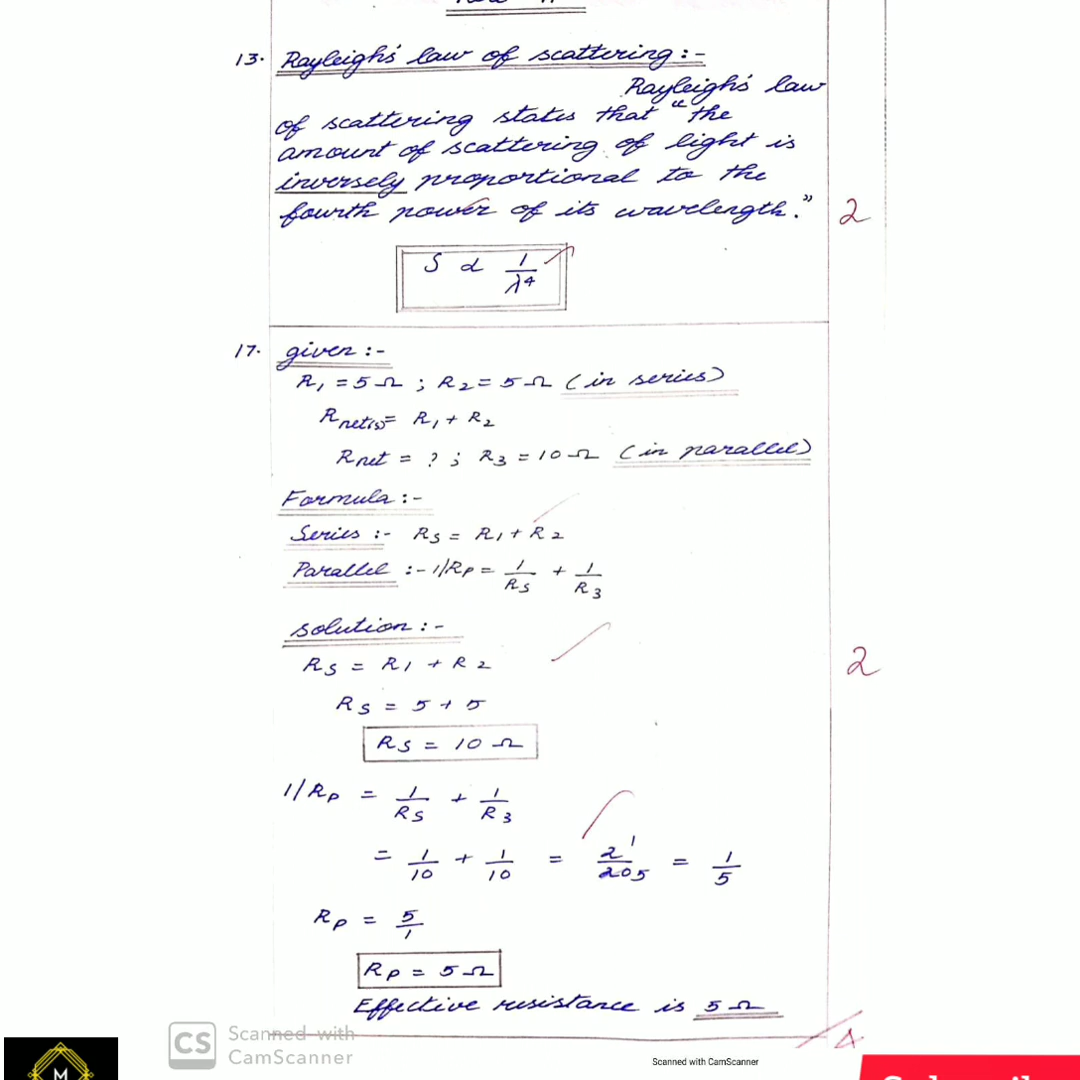 13. Rayleigh's law of scattering :-
Rayleigh's law
of scattering states that "the
amount of scattering of light is
inversely proportional to the
fourth power of its wavelength."
2
S α 1/λ⁴
17. given :-
R₁ = 5 Ω ; R₂ = 5 Ω (in series)
Rnet(s) = R₁ + R₂
Rnet = ? ; R₃ = 10 Ω (in parallel)
Formula :-
Series :- RS = R₁ + R₂
Parallel :- 1/RP = 1/RS + 1/R₃
solution :-
RS = R₁ + R₂
2
RS = 5 + 5
RS = 10 Ω
1/RP = 1/RS + 1/R₃
= 1/10 + 1/10 = 2 1/20 5 = 1/5
RP = 5/1
RP = 5 Ω
Effective resistance is 5 Ω
4
CS Scanned with
CamScanner
Scanned with CamScanner
M